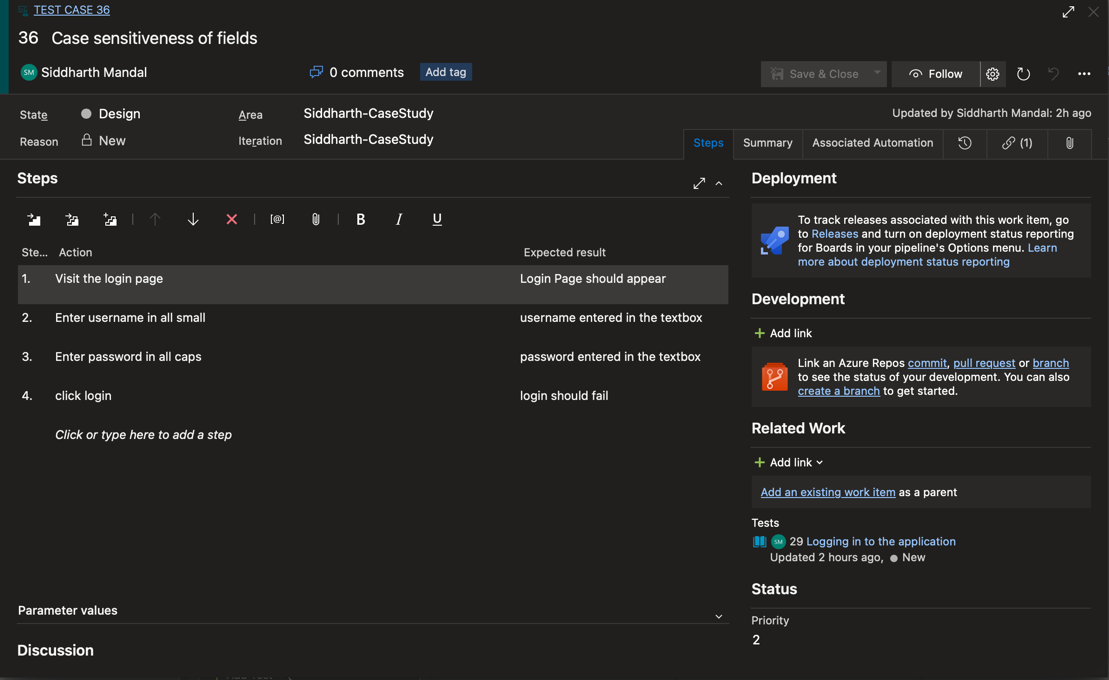 TEST CASE 36
36 Case sensitiveness of fields
SM Siddharth Mandal
0 comments
Add tag
Save & Close
Follow
State
Design
Area
Siddharth-CaseStudy
Updated by Siddharth Mandal: 2h ago
Reason
New
Iteration
Siddharth-CaseStudy
Steps
Summary
Associated Automation
(1)
Steps
B I U
Ste... Action Expected result
1. Visit the login page Login Page should appear
2. Enter username in all small username entered in the textbox
3. Enter password in all caps password entered in the textbox
4. click login login should fail
Click or type here to add a step
Parameter values
Discussion
Deployment
To track releases associated with this work item, go
to Releases and turn on deployment status reporting
for Boards in your pipeline's Options menu. Learn
more about deployment status reporting
Development
Add link
Link an Azure Repos commit, pull request or branch
to see the status of your development. You can also
create a branch to get started.
Related Work
Add link
Add an existing work item as a parent
Tests
SM 29 Logging in to the application
Updated 2 hours ago, New
Status
Priority
2